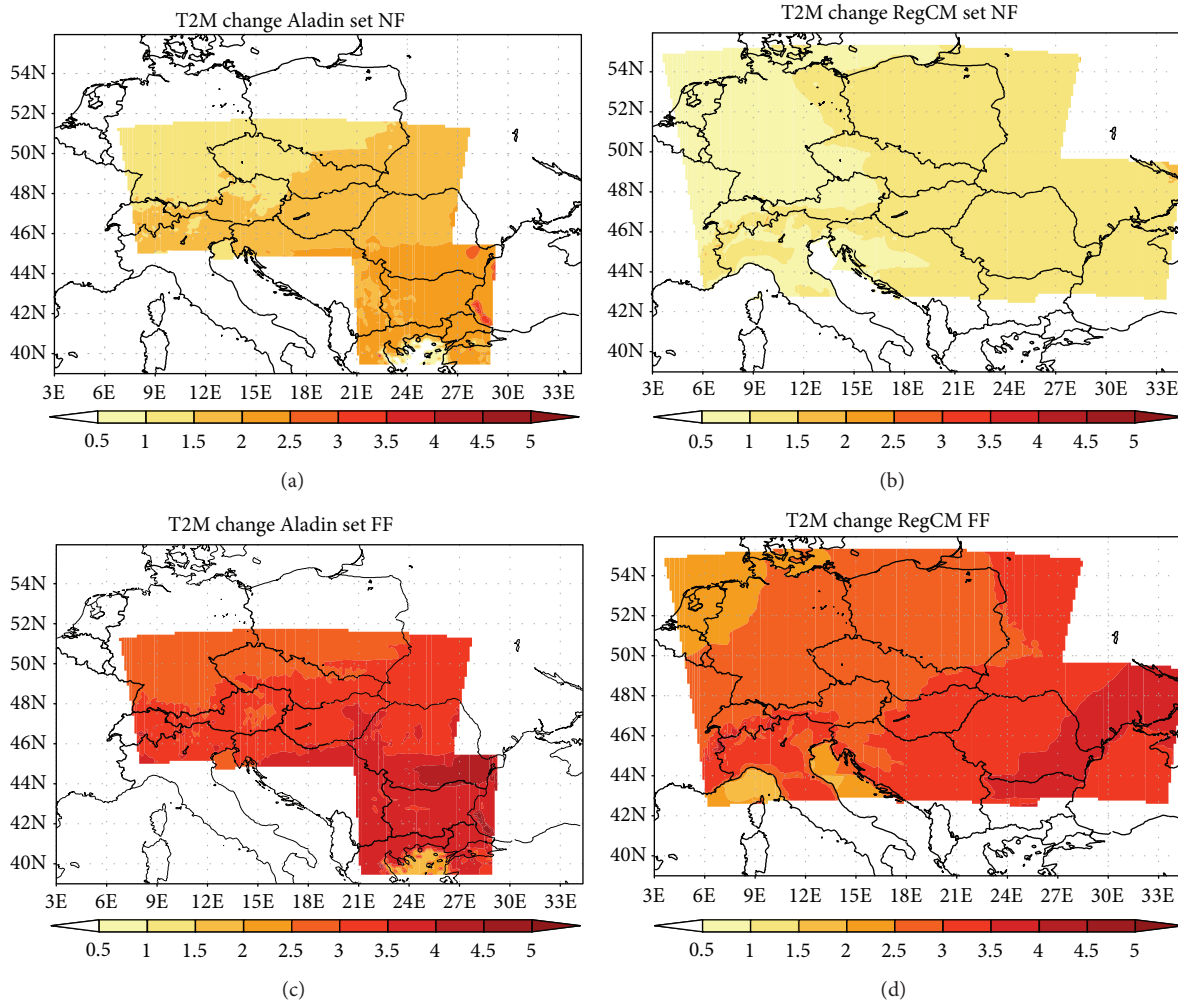 T2M change Aladin set NF
54N
52N
50N
48N
46N
44N
42N
40N
3E 6E 9E 12E 15E 18E 21E 24E 27E 30E 33E
0.5 1 1.5 2 2.5 3 3.5 4 4.5 5
(a)
T2M change RegCM set NF
54N
52N
50N
48N
46N
44N
42N
40N
3E 6E 9E 12E 15E 18E 21E 24E 27E 30E 33E
0.5 1 1.5 2 2.5 3 3.5 4 4.5 5
(b)
T2M change Aladin set FF
54N
52N
50N
48N
46N
44N
42N
40N
3E 6E 9E 12E 15E 18E 21E 24E 27E 30E 33E
0.5 1 1.5 2 2.5 3 3.5 4 4.5 5
(c)
T2M change RegCM FF
54N
52N
50N
48N
46N
44N
42N
40N
3E 6E 9E 12E 15E 18E 21E 24E 27E 30E 33E
0.5 1 1.5 2 2.5 3 3.5 4 4.5 5
(d)